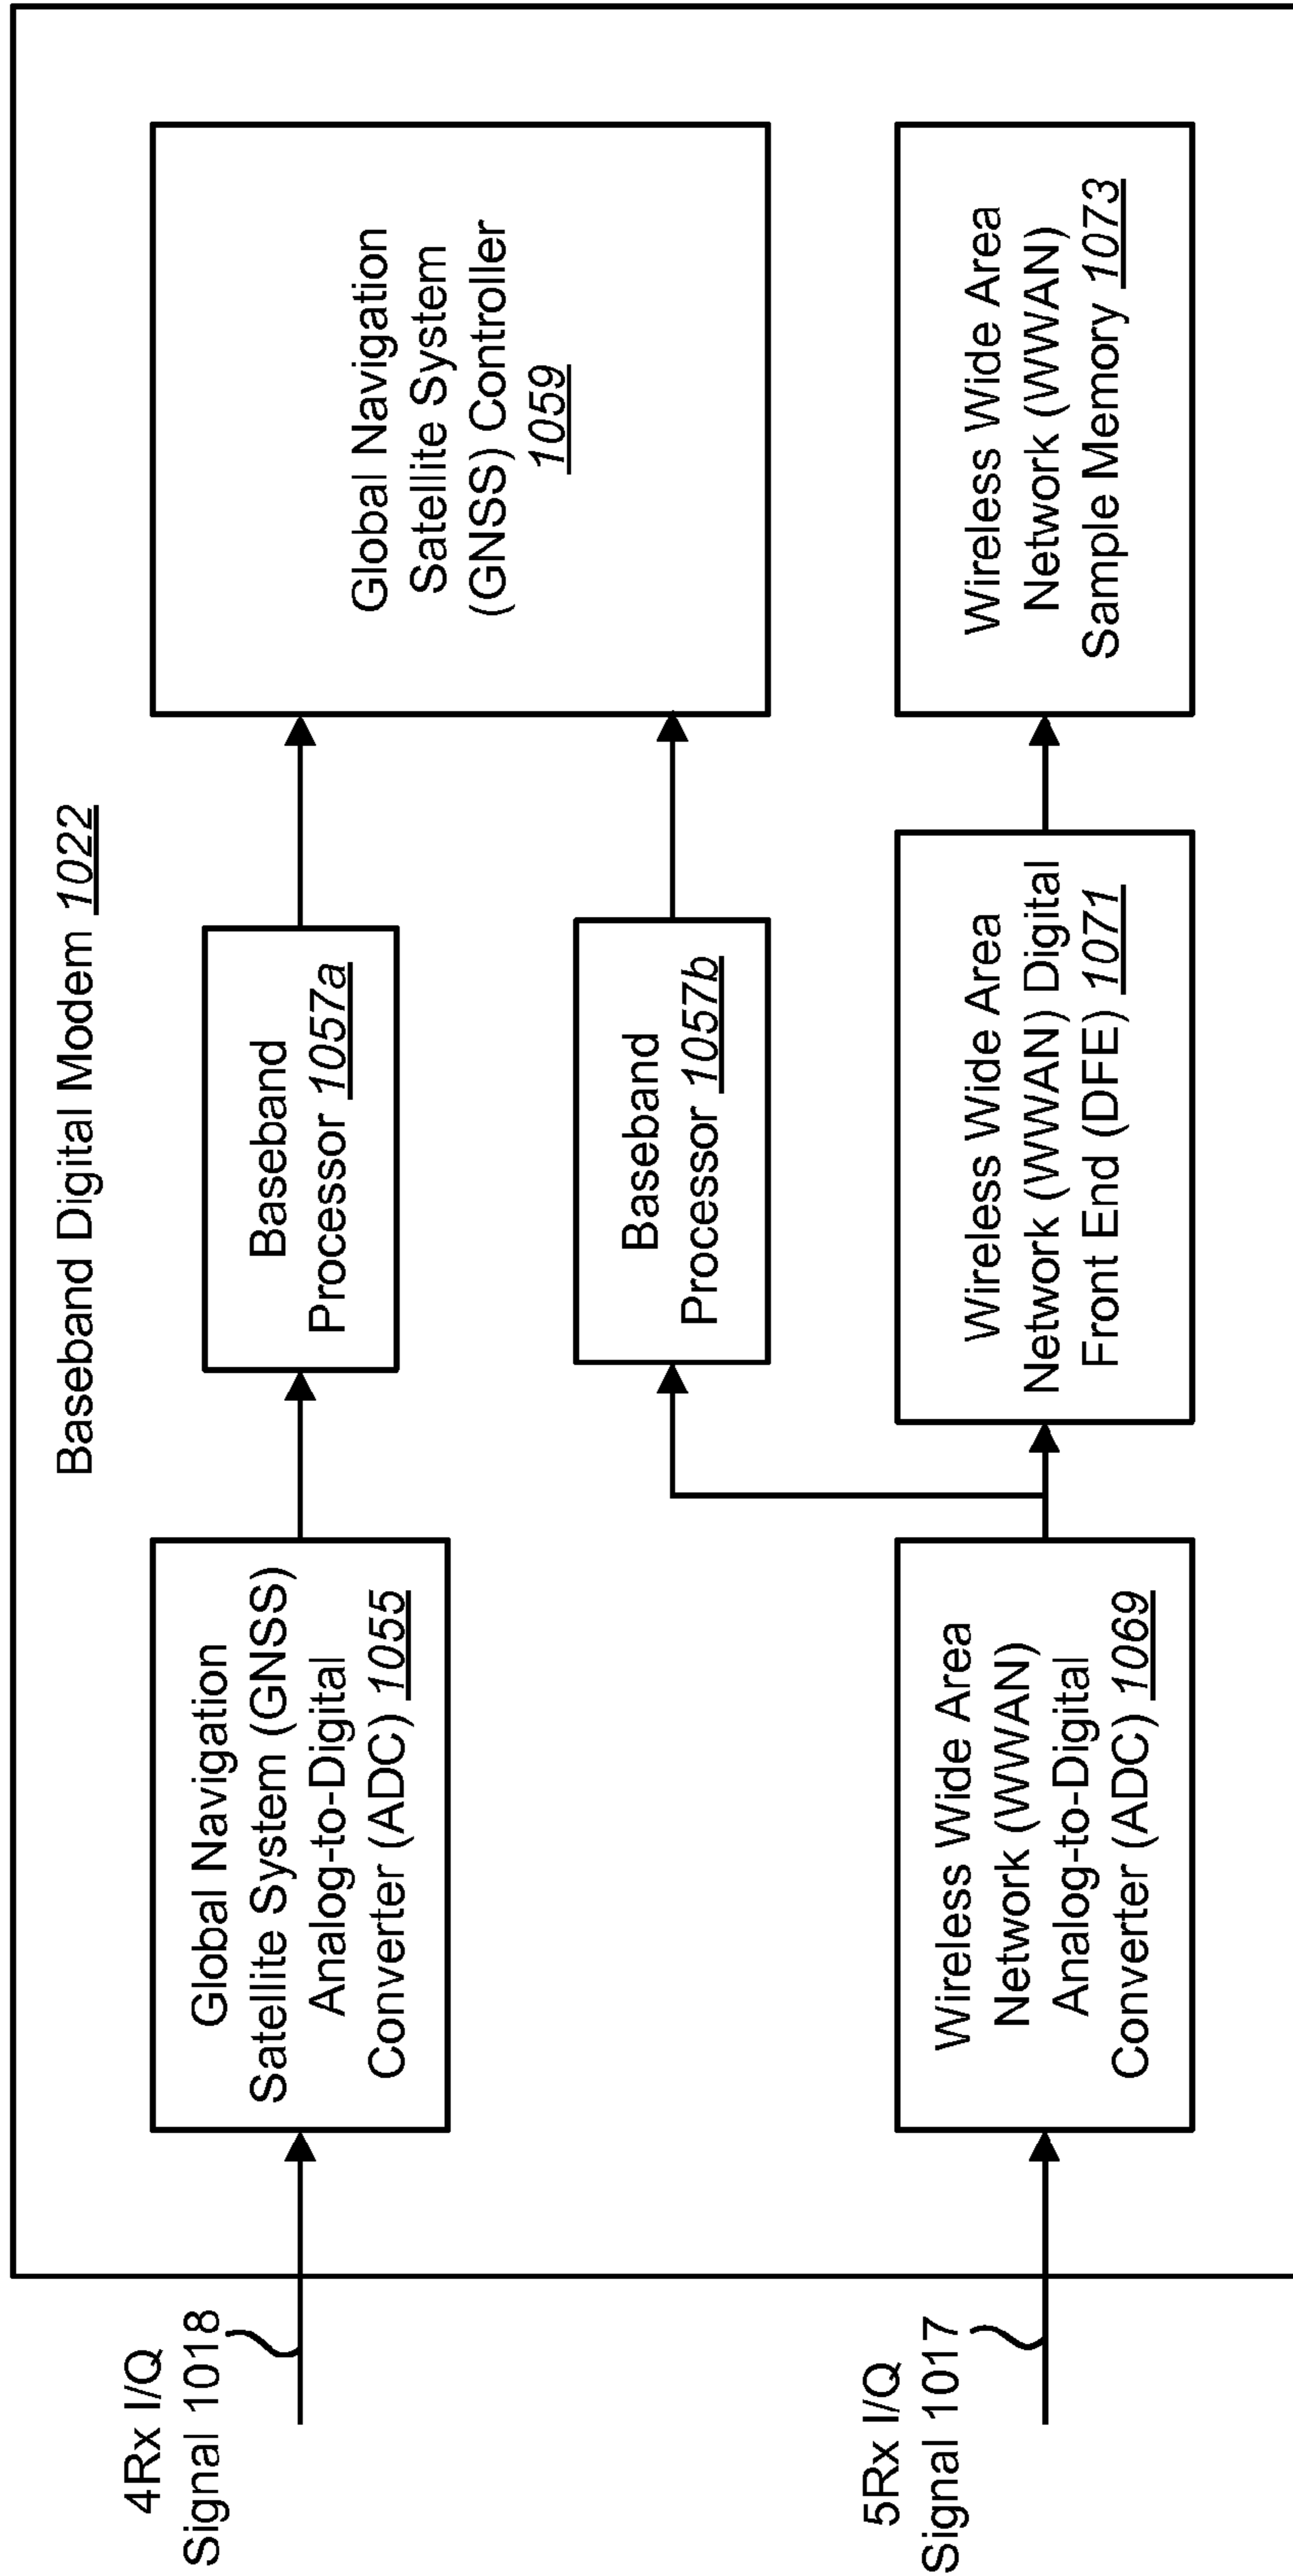 Baseband Digital Modem 1022
4Rx I/Q
Signal 1018
Global Navigation
Satellite System (GNSS)
Analog-to-Digital
Converter (ADC) 1055
Baseband
Processor 1057a
Global Navigation
Satellite System
(GNSS) Controller
1059
Baseband
Processor 1057b
5Rx I/Q
Signal 1017
Wireless Wide Area
Network (WWAN)
Analog-to-Digital
Converter (ADC) 1069
Wireless Wide Area
Network (WWAN) Digital
Front End (DFE) 1071
Wireless Wide Area
Network (WWAN)
Sample Memory 1073